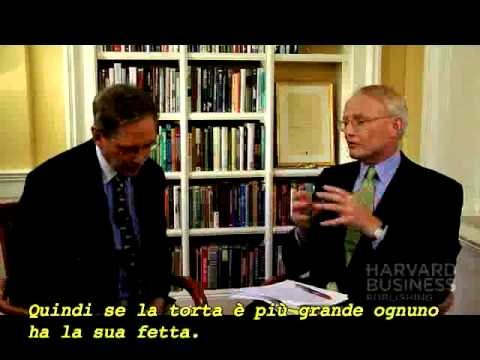 HARVARD
BUSINESS
PUBLISHING
Quindi se la torta è più grande ognuno
ha la sua fetta.